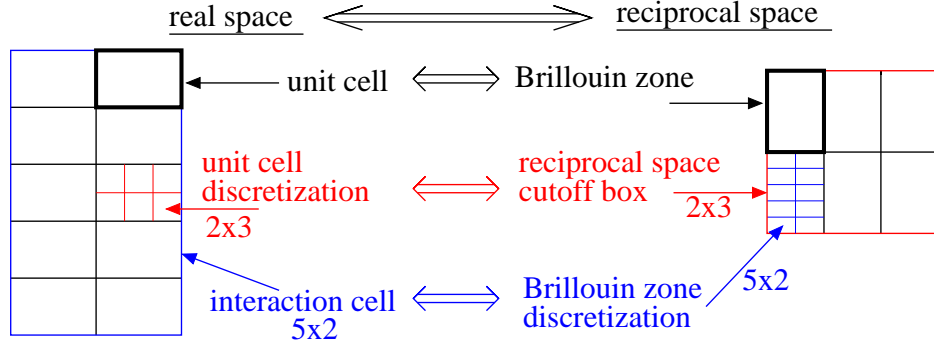 real space
reciprocal space
unit cell
Brillouin zone
unit cell
discretization
2x3
reciprocal space
cutoff box
2x3
interaction cell
5x2
Brillouin zone
discretization
5x2